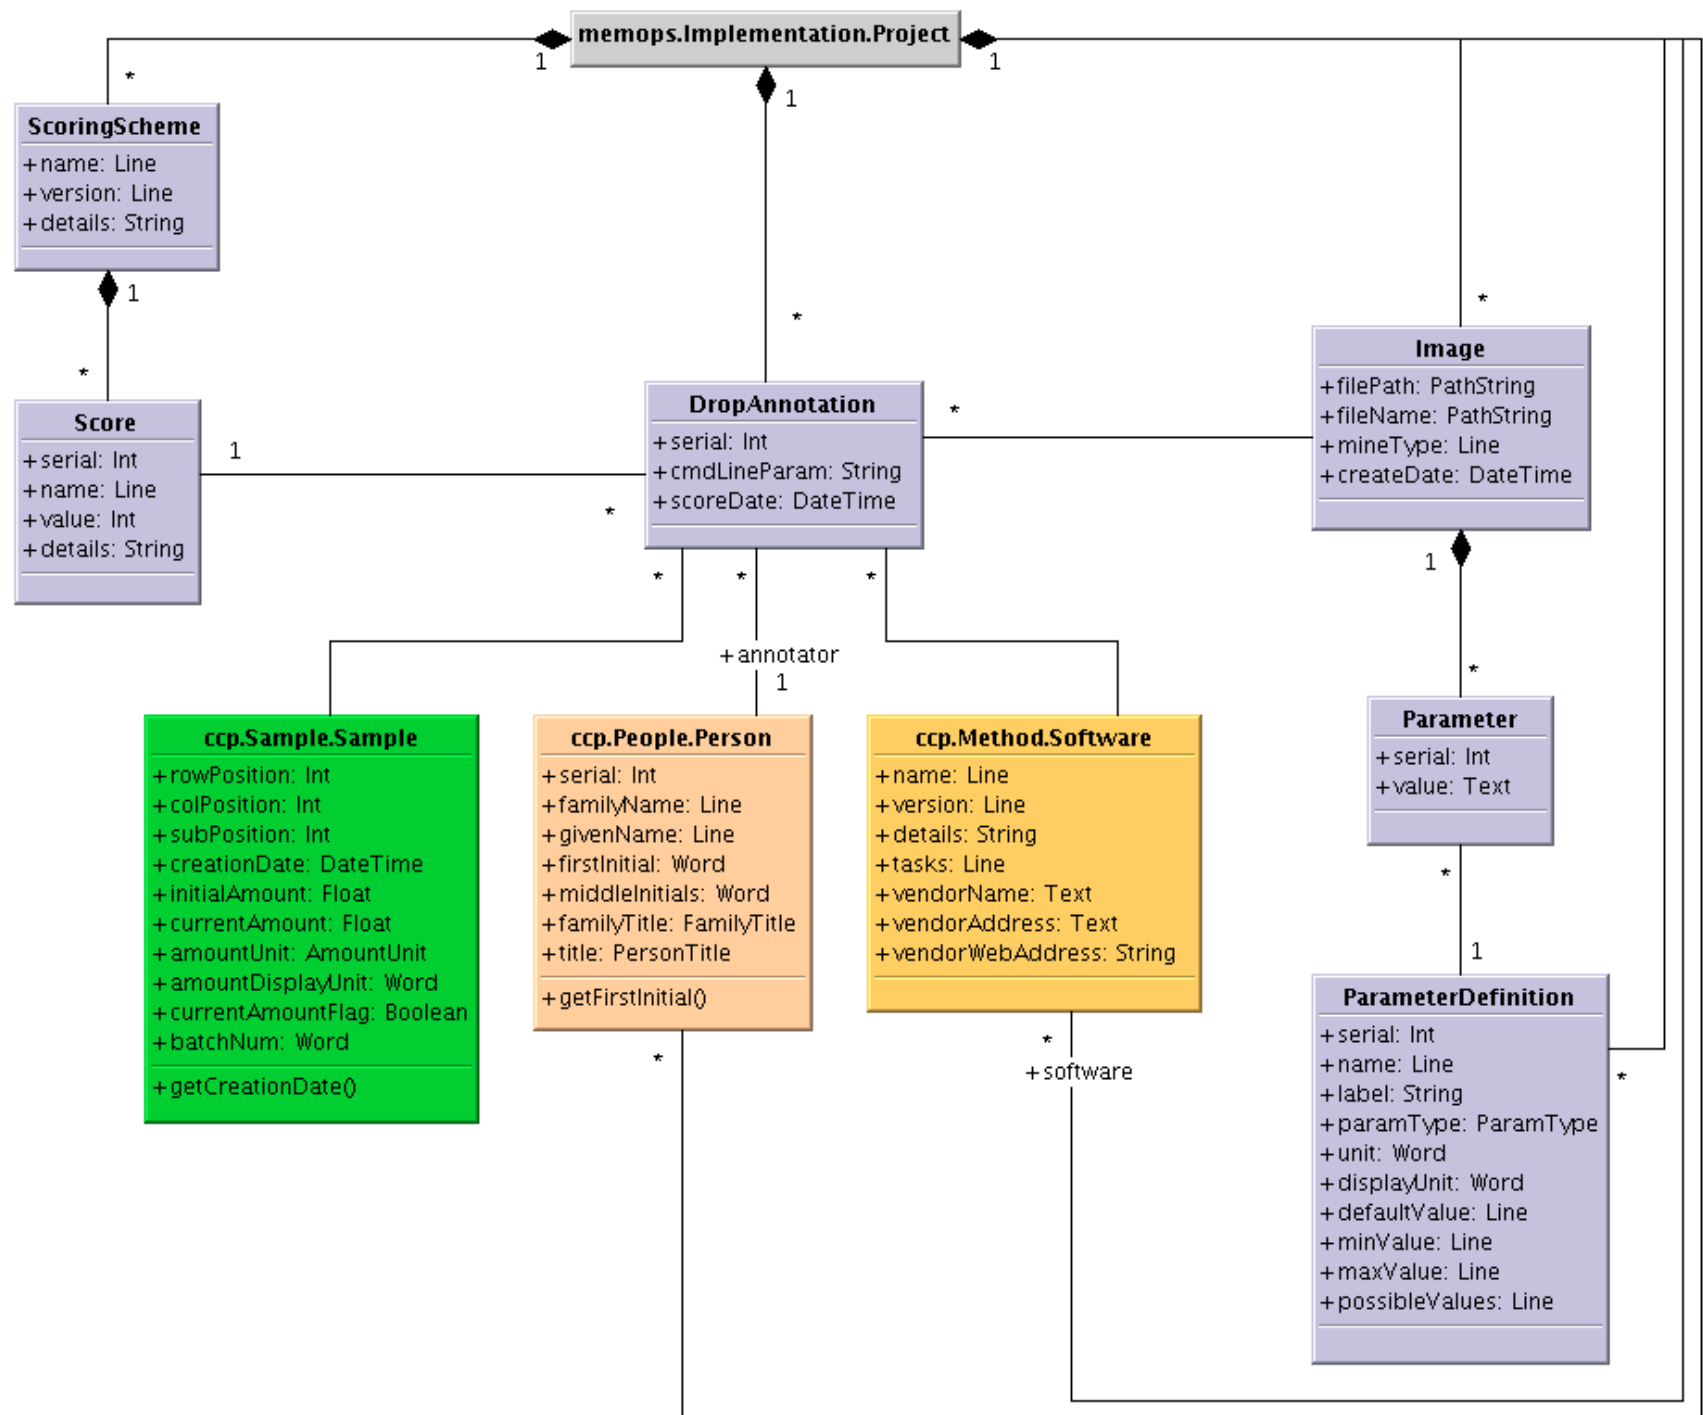 memops.Implementation.Project
1
1
1
*
ScoringScheme
+name: Line
+version: Line
+details: String
1
*
Score
+serial: Int
+name: Line
+value: Int
+details: String
1
*
*
DropAnnotation
+serial: Int
+cmdLineParam: String
+scoreDate: DateTime
*
*
Image
+filePath: PathString
+fileName: PathString
+mineType: Line
+createDate: DateTime
1
*
*
*
*
+annotator
1
ccp.Sample.Sample
+rowPosition: Int
+colPosition: Int
+subPosition: Int
+creationDate: DateTime
+initialAmount: Float
+currentAmount: Float
+amountUnit: AmountUnit
+amountDisplayUnit: Word
+currentAmountFlag: Boolean
+batchNum: Word
+getCreationDate()
ccp.People.Person
+serial: Int
+familyName: Line
+givenName: Line
+firstInitial: Word
+middleInitials: Word
+familyTitle: FamilyTitle
+title: PersonTitle
+getFirstInitial()
*
ccp.Method.Software
+name: Line
+version: Line
+details: String
+tasks: Line
+vendorName: Text
+vendorAddress: Text
+vendorWebAddress: String
*
+software
Parameter
+serial: Int
+value: Text
*
1
ParameterDefinition
+serial: Int
+name: Line
+label: String
+paramType: ParamType
+unit: Word
+displayUnit: Word
+defaultValue: Line
+minValue: Line
+maxValue: Line
+possibleValues: Line
*